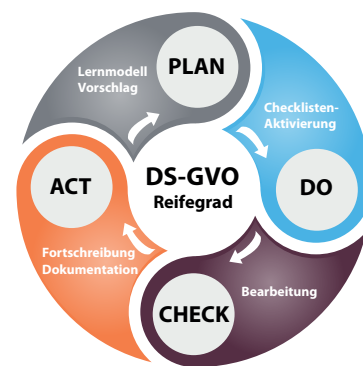 PLAN
Lernmodell
Vorschlag
Checklisten-
Aktivierung
DO
DS-GVO
Reifegrad
ACT
Fortschreibung
Dokumentation
Bearbeitung
CHECK